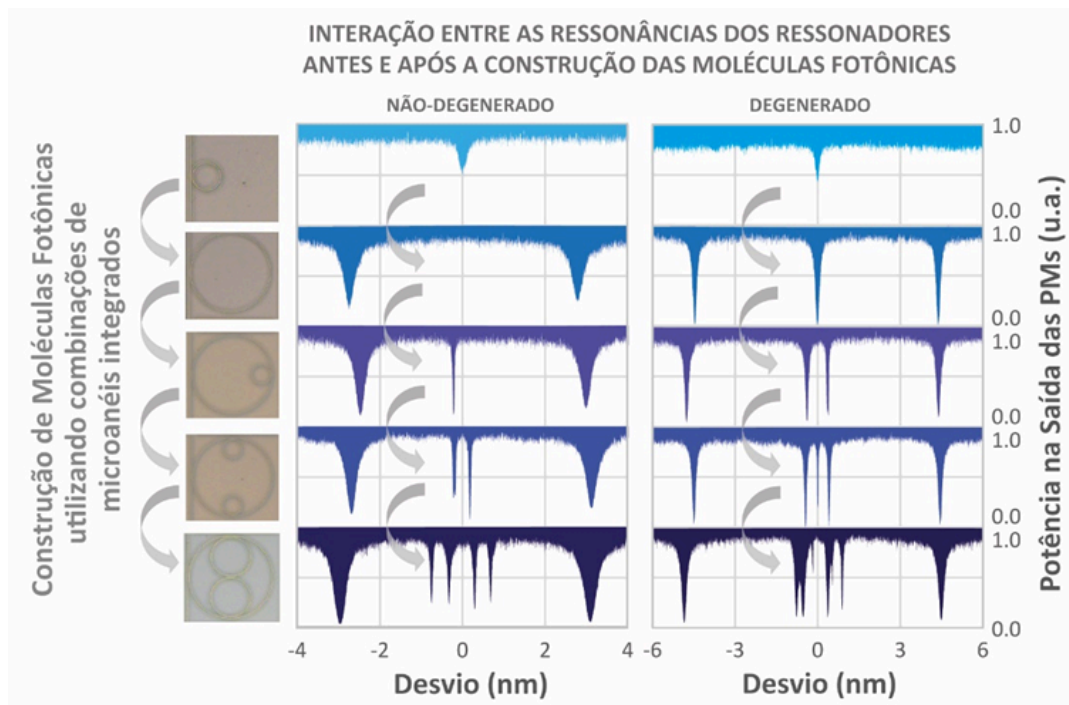 INTERAÇÃO ENTRE AS RESSONÂNCIAS DOS RESSONADORES
ANTES E APÓS A CONSTRUÇÃO DAS MOLÉCULAS FOTÔNICAS
NÃO-DEGENERADO
DEGENERADO
Construção de Moléculas Fotônicas
utilizando combinações de
microanéis integrados
1.0
0.0
1.0
0.0
1.0
0.0
1.0
0.0
1.0
0.0
Potência na Saída das PMs (u.a.)
-4 -2 0 2 4
-6 -3 0 3 6
Desvio (nm)
Desvio (nm)